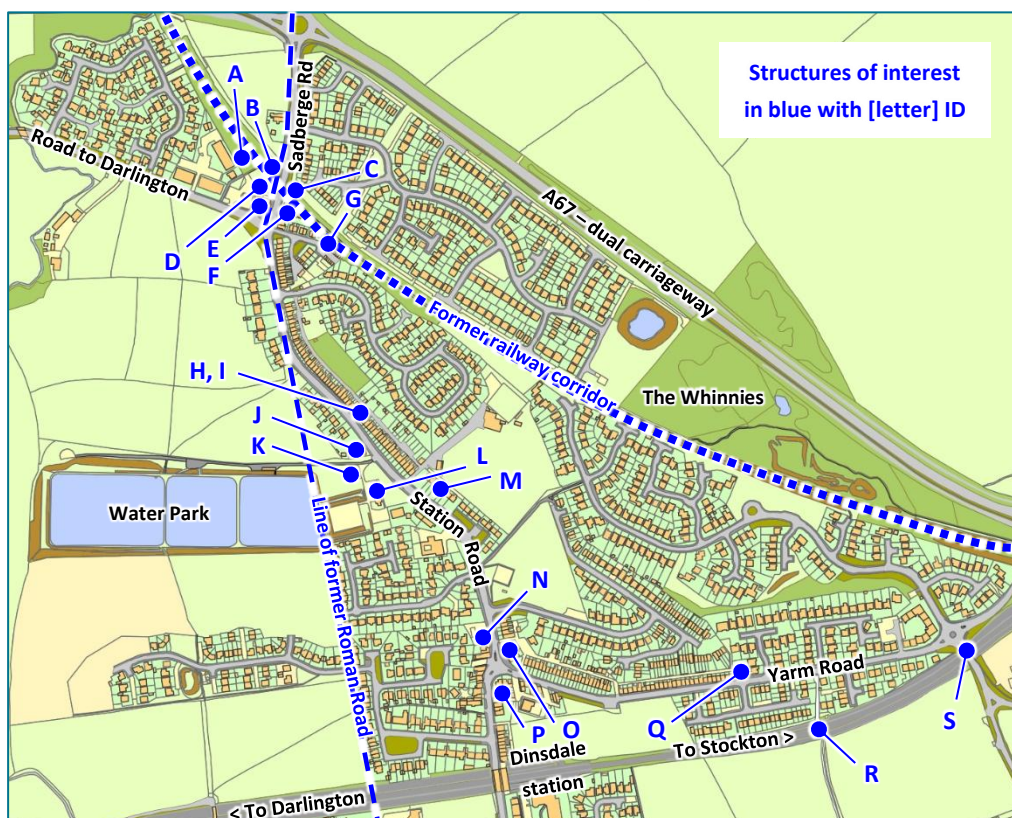 Structures of interest
in blue with [letter] ID
A
B
Sadberge Rd
Road to Darlington
C
G
A67 – dual carriageway
D
E
F
Former railway corridor
The Whinnies
H, I
J
K
L
M
Water Park
Station Road
Line of former Roman Road
N
O
P
Q
Yarm Road
S
R
Dinsdale
station
To Stockton >
< To Darlington